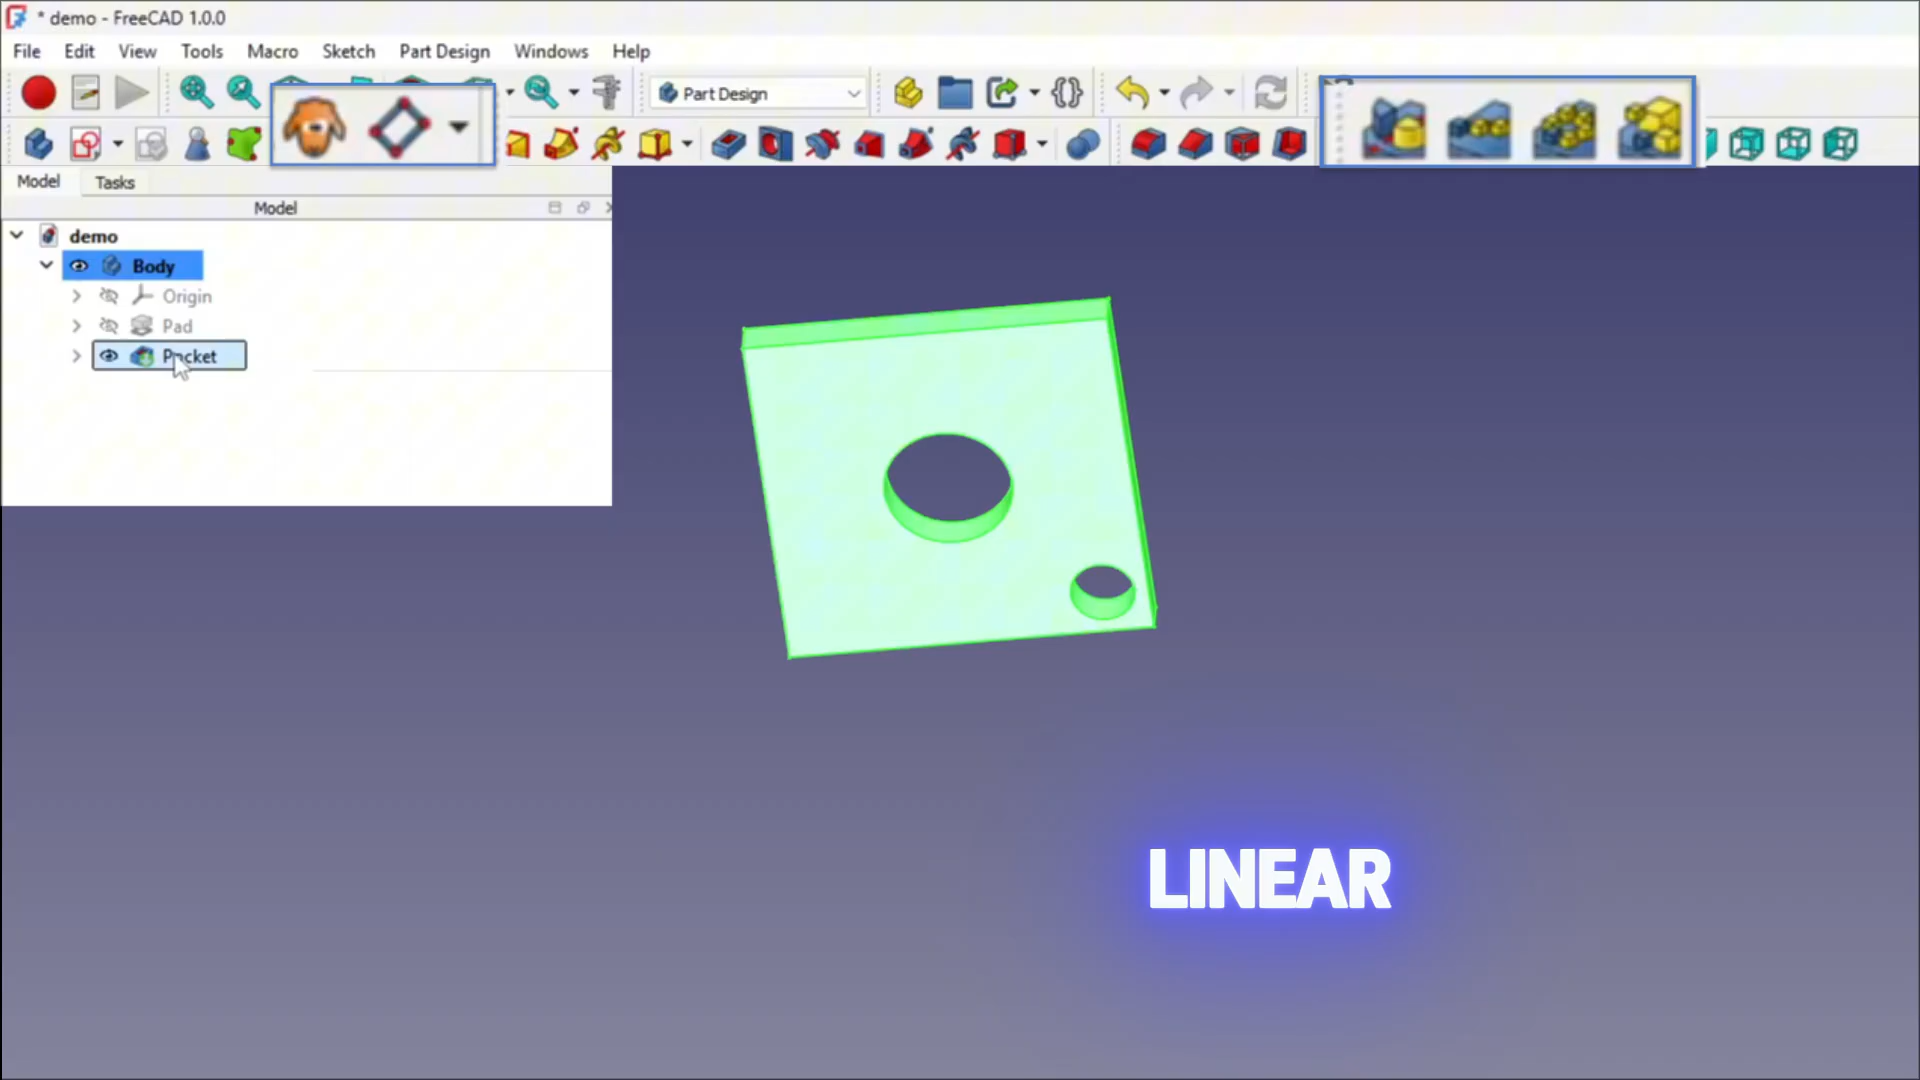 * demo - FreeCAD 1.0.0
File Edit View Tools Macro Sketch Part Design Windows Help
Part Design
Model Tasks
Model
demo
Body
Origin
Pad
Pocket
LINEAR